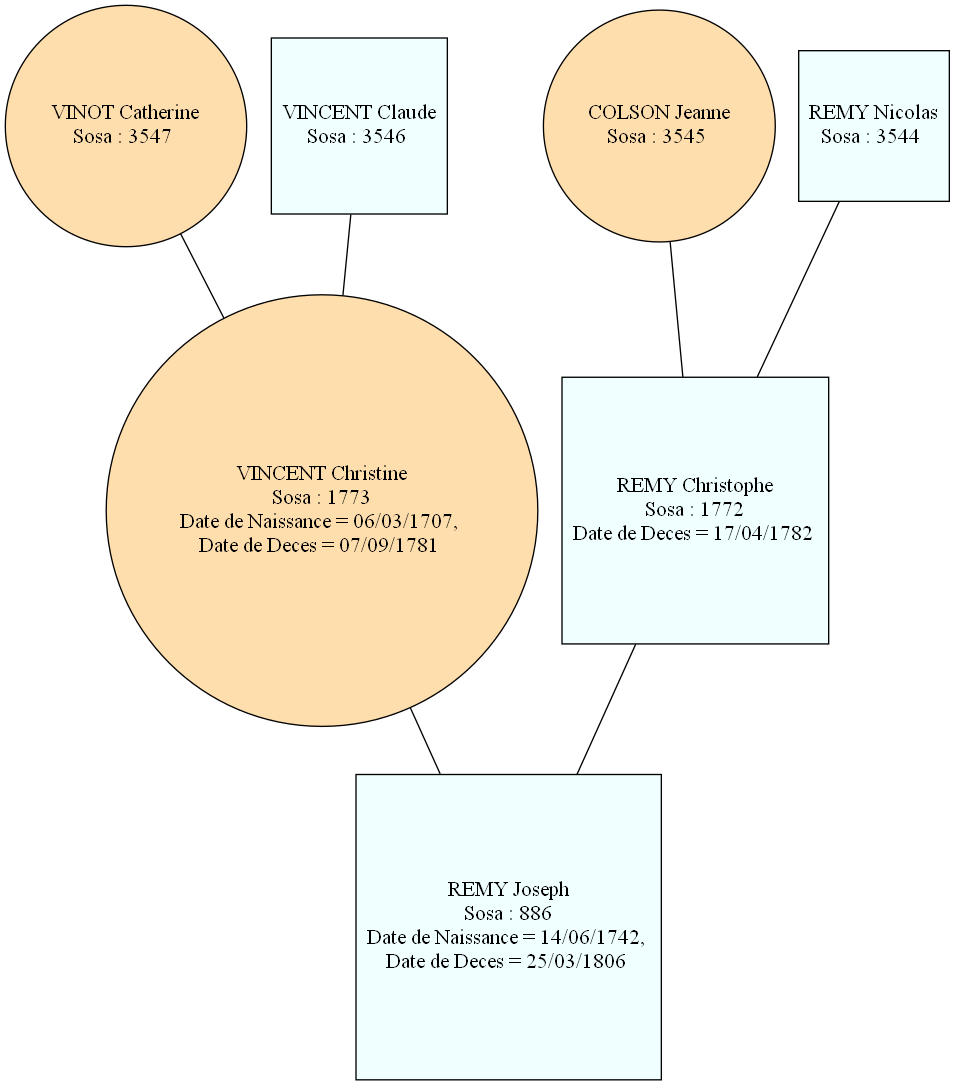 VINOT Catherine
Sosa : 3547
VINCENT Claude
Sosa : 3546
COLSON Jeanne
Sosa : 3545
REMY Nicolas
Sosa : 3544
VINCENT Christine
Sosa : 1773
Date de Naissance = 06/03/1707,
Date de Deces = 07/09/1781
REMY Christophe
Sosa : 1772
Date de Deces = 17/04/1782
REMY Joseph
Sosa : 886
Date de Naissance = 14/06/1742,
Date de Deces = 25/03/1806